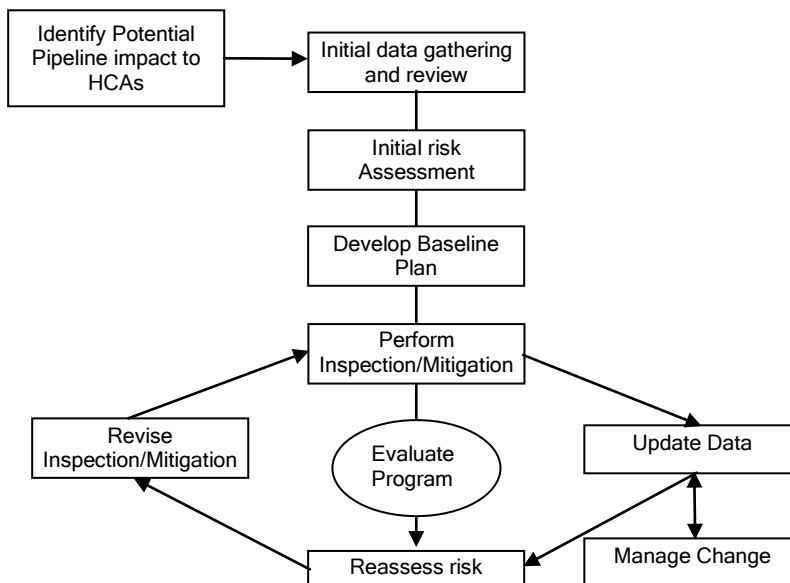 Identify Potential
Pipeline impact to
HCAs
Initial data gathering
and review
Initial risk
Assessment
Develop Baseline
Plan
Perform
Inspection/Mitigation
Revise
Inspection/Mitigation
Evaluate
Program
Update Data
Reassess risk
Manage Change